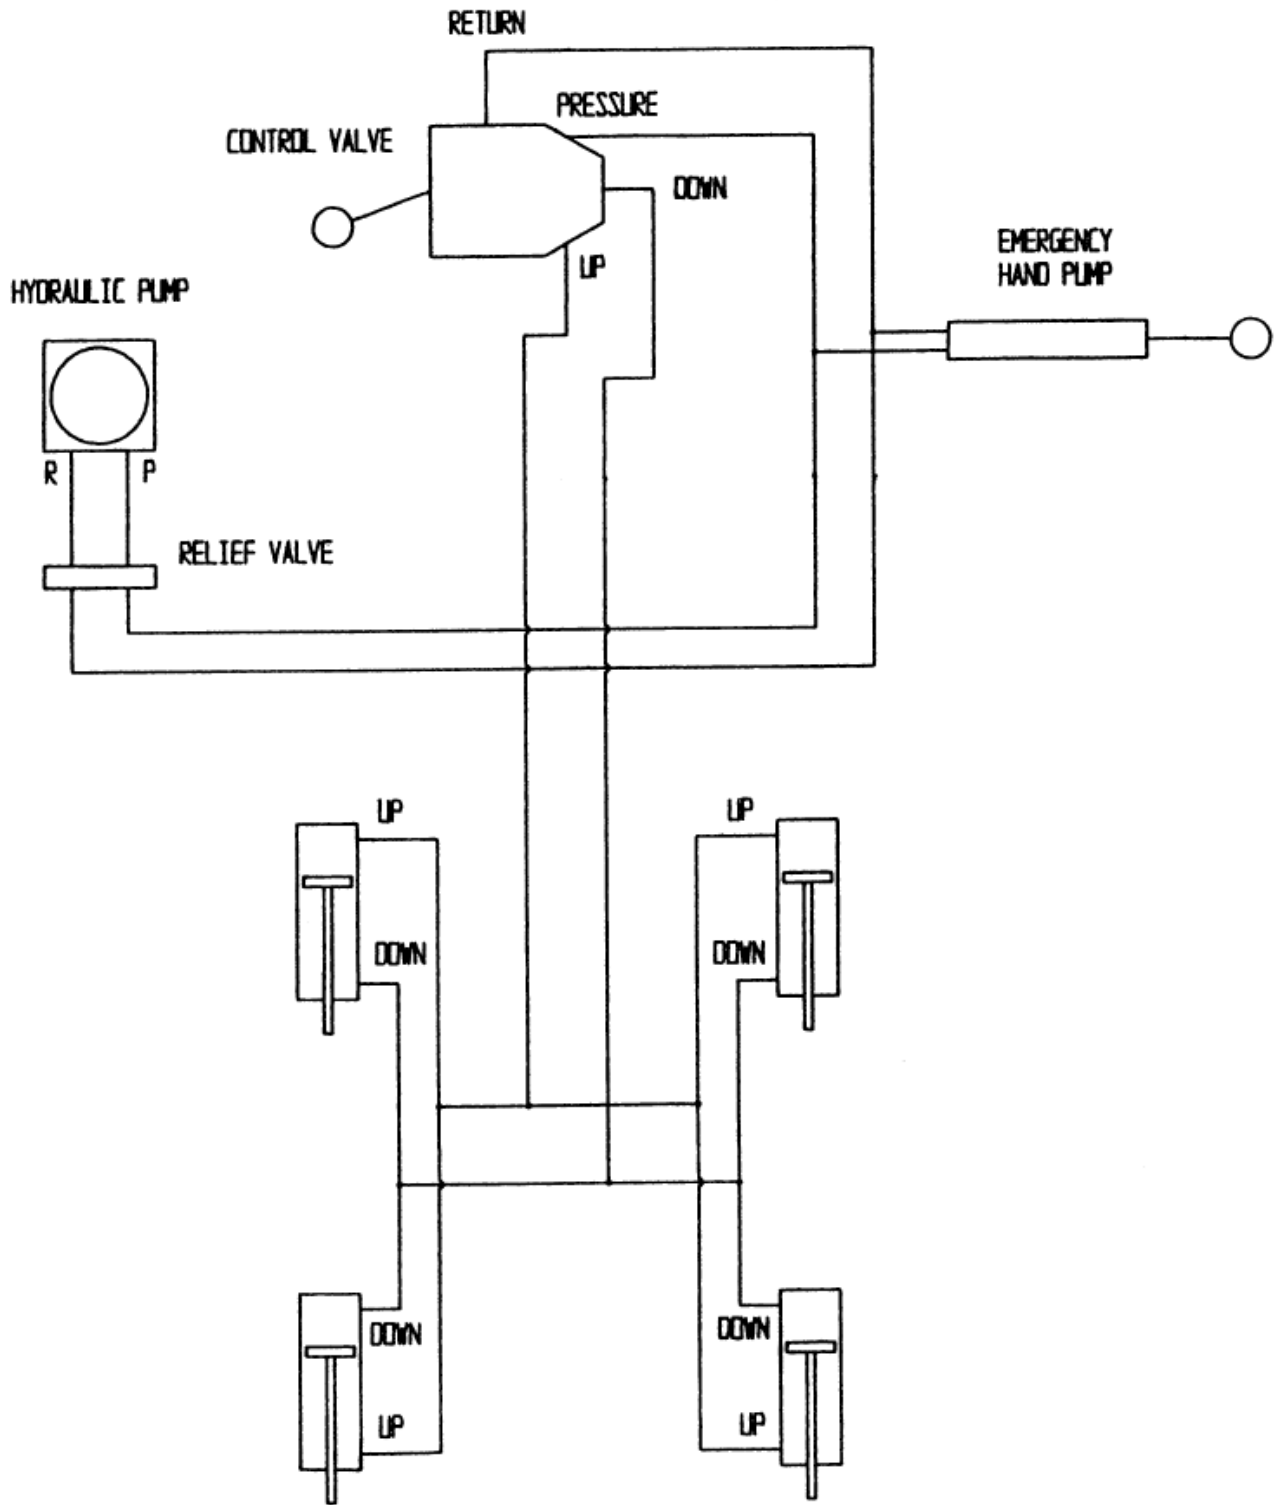 RETURN
PRESSURE
CONTROL VALVE
DOWN
UP
EMERGENCY
HAND PUMP
HYDRAULIC PUMP
R P
RELIEF VALVE
UP
UP
DOWN
DOWN
DOWN
DOWN
UP
UP